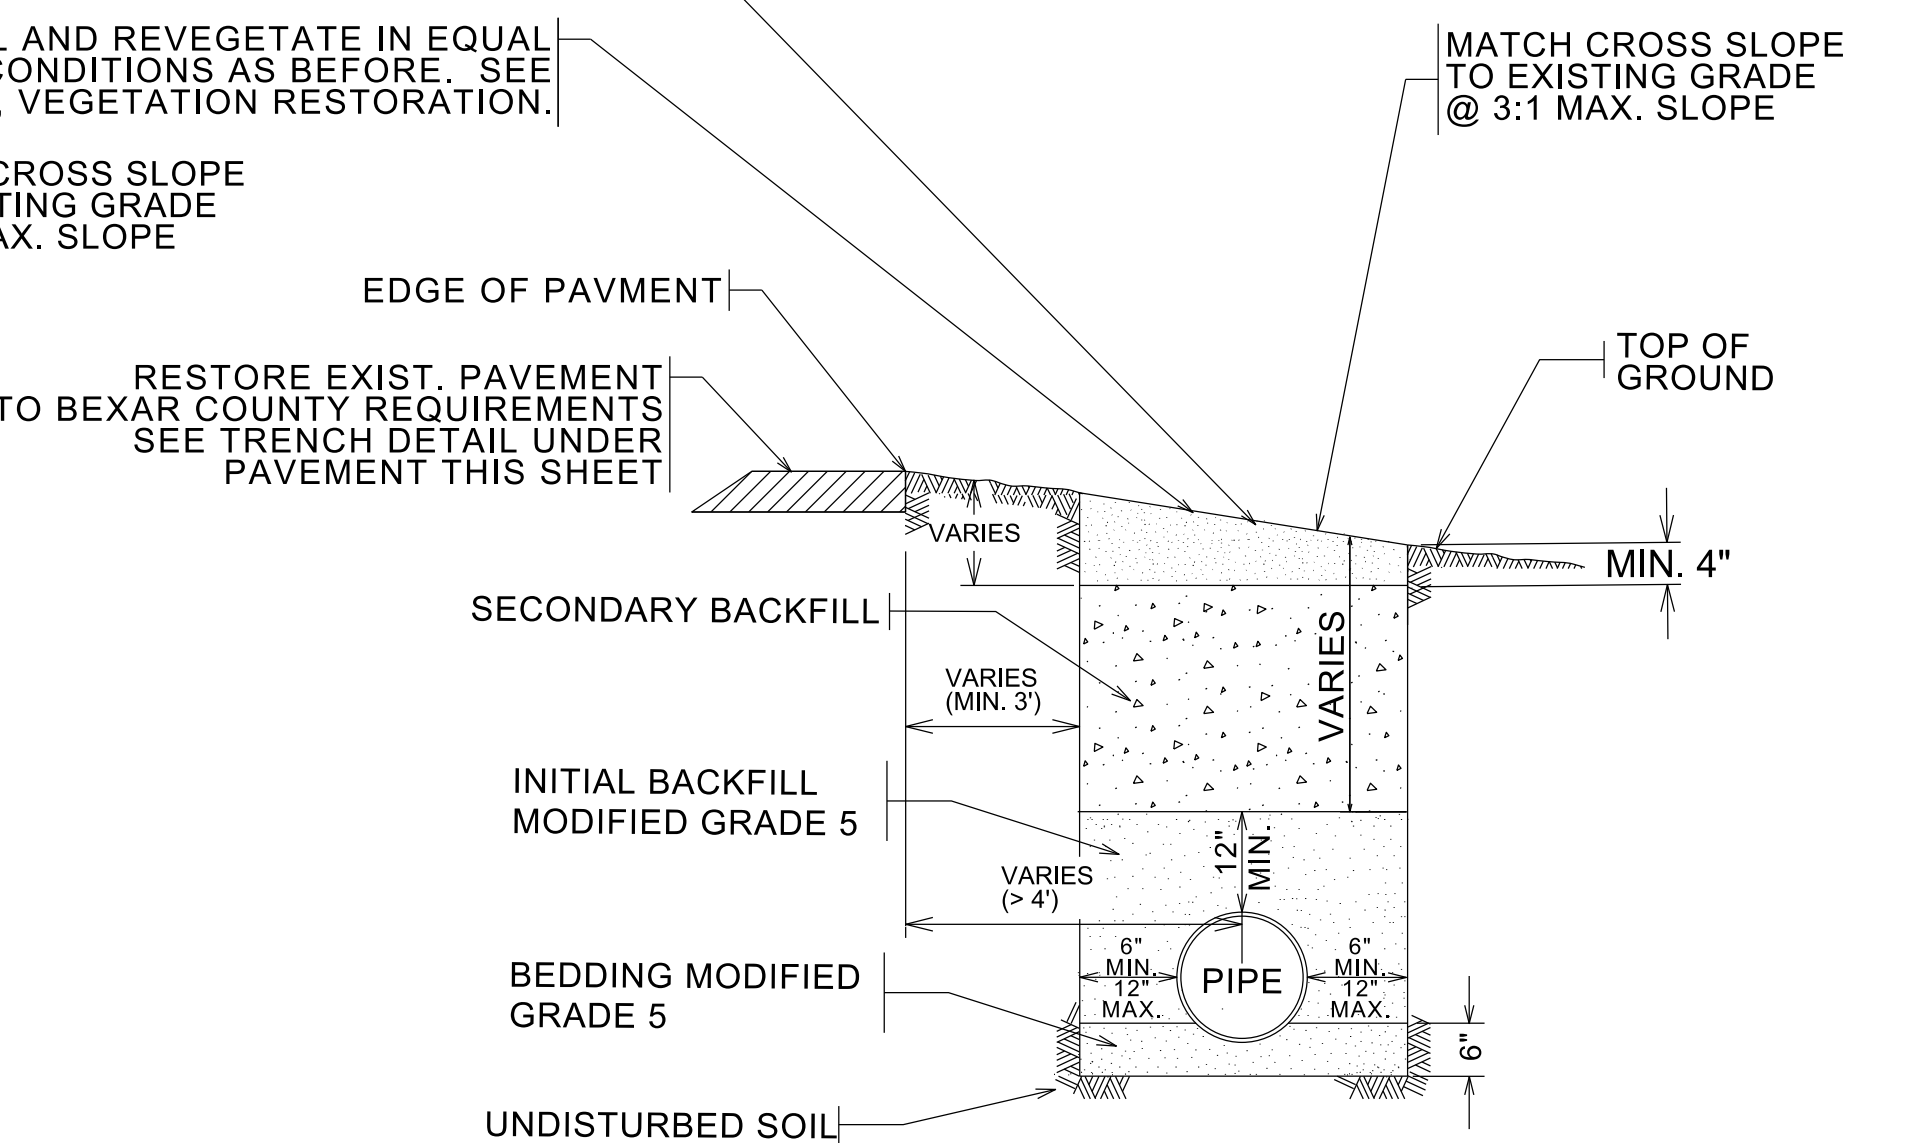 L AND REVEGETATE IN EQUAL
CONDITIONS AS BEFORE. SEE
, VEGETATION RESTORATION.
CROSS SLOPE
TING GRADE
AX. SLOPE
MATCH CROSS SLOPE
TO EXISTING GRADE
@ 3:1 MAX. SLOPE
EDGE OF PAVMENT
TOP OF
GROUND
RESTORE EXIST. PAVEMENT
TO BEXAR COUNTY REQUIREMENTS
SEE TRENCH DETAIL UNDER
PAVEMENT THIS SHEET
VARIES
MIN. 4"
SECONDARY BACKFILL
VARIES
VARIES
(MIN. 3')
INITIAL BACKFILL
MODIFIED GRADE 5
12"
MIN.
VARIES
(> 4')
6"
MIN.
12"
MAX.
PIPE
6"
MIN.
12"
MAX.
BEDDING MODIFIED
GRADE 5
6"
UNDISTURBED SOIL